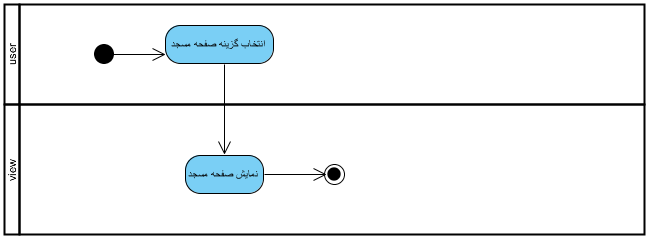 user
انتخاب گزینه صفحه مسجد
view
نمایش صفحه مسجد